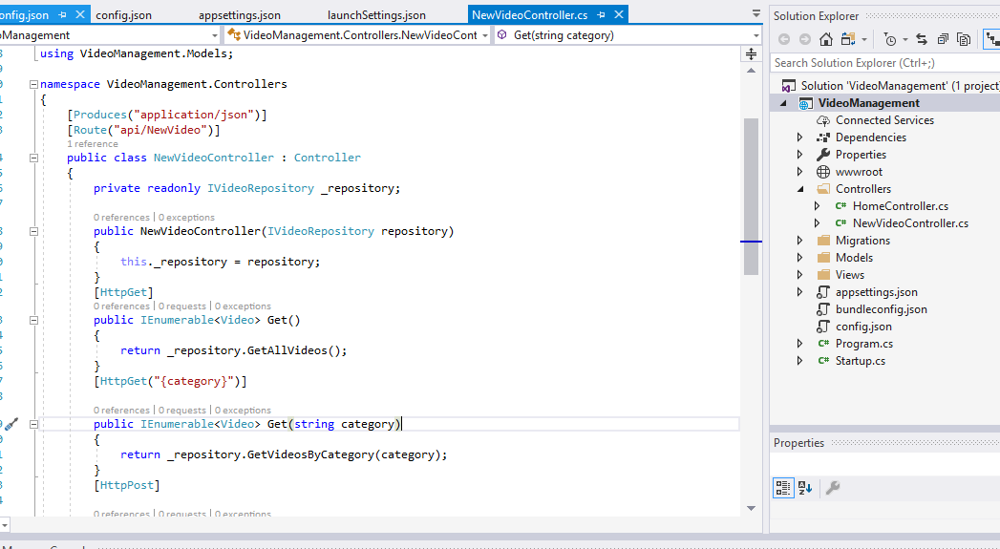 onfig.json config.json appsettings.json launchSettings.json NewVideoController.cs
oManagement VideoManagement.Controllers.NewVideoCont Get(string category)
using VideoManagement.Models;
namespace VideoManagement.Controllers
{
[Produces("application/json")]
[Route("api/NewVideo")]
1 reference
public class NewVideoController : Controller
{
private readonly IVideoRepository _repository;
0 references | 0 exceptions
public NewVideoController(IVideoRepository repository)
{
this._repository = repository;
}
[HttpGet]
0 references | 0 requests | 0 exceptions
public IEnumerable<Video> Get()
{
return _repository.GetAllVideos();
}
[HttpGet("{category}")]
0 references | 0 requests | 0 exceptions
public IEnumerable<Video> Get(string category)
{
return _repository.GetVideosByCategory(category);
}
[HttpPost]
0 references | 0 requests | 0 exceptions
Solution Explorer
Search Solution Explorer (Ctrl+;)
Solution 'VideoManagement' (1 project
VideoManagement
Connected Services
Dependencies
Properties
wwwroot
Controllers
C# HomeController.cs
C# NewVideoController.cs
Migrations
Models
Views
appsettings.json
bundleconfig.json
config.json
C# Program.cs
C# Startup.cs
Properties